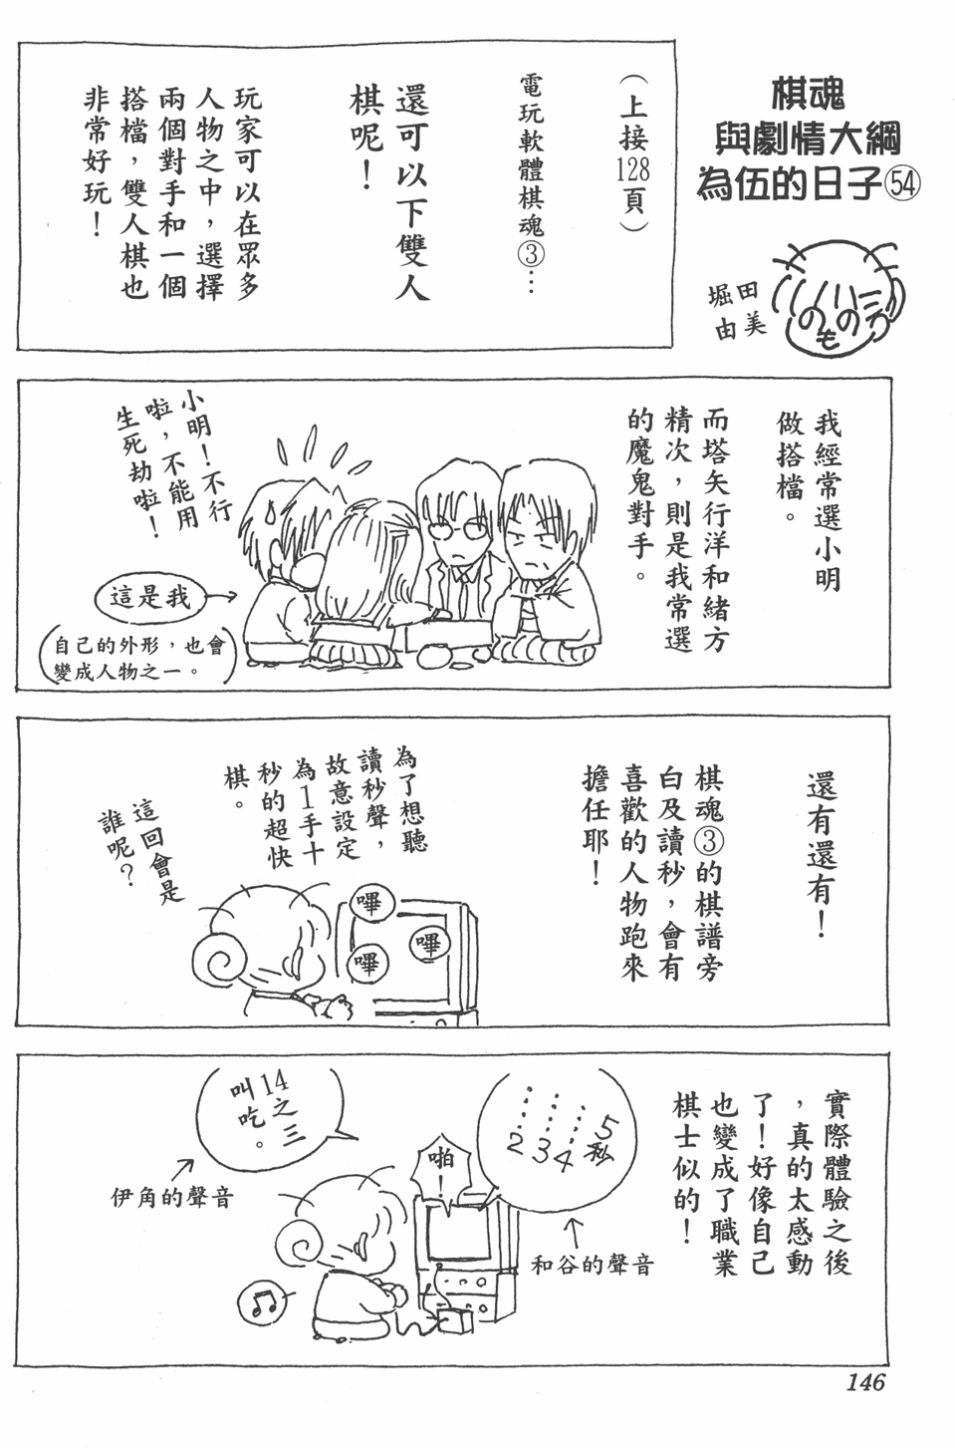 棋魂
與劇情大綱
為伍的日子54
堀田
由美
のの
も
（上接128頁）
電玩軟體棋魂③…
還可以下雙人
棋呢！
玩家可以在眾多
人物之中，選擇
兩個對手和一個
搭檔，雙人棋也
非常好玩！
我經常選小明
做搭檔。
而塔矢行洋和緒方
精次，則是我常選
的魔鬼對手。
小明！不行
啦，不能用
生死劫啦！
這是我
自己的外形，也會
變成人物之一。
還有還有！
棋魂③的棋譜旁
白及讀秒，會有
喜歡的人物跑來
擔任耶！
為了想聽
讀秒聲，
故意設定
為1手十
秒的超快
棋。
嗶
嗶
嗶
這回會是
誰呢？
實際體驗之後
，真的太感動
了！好像自己
也變成了職業
棋士似的！
5秒
……4
3
……2
和谷的聲音
啪！
14之三
叫吃。
伊角的聲音
146